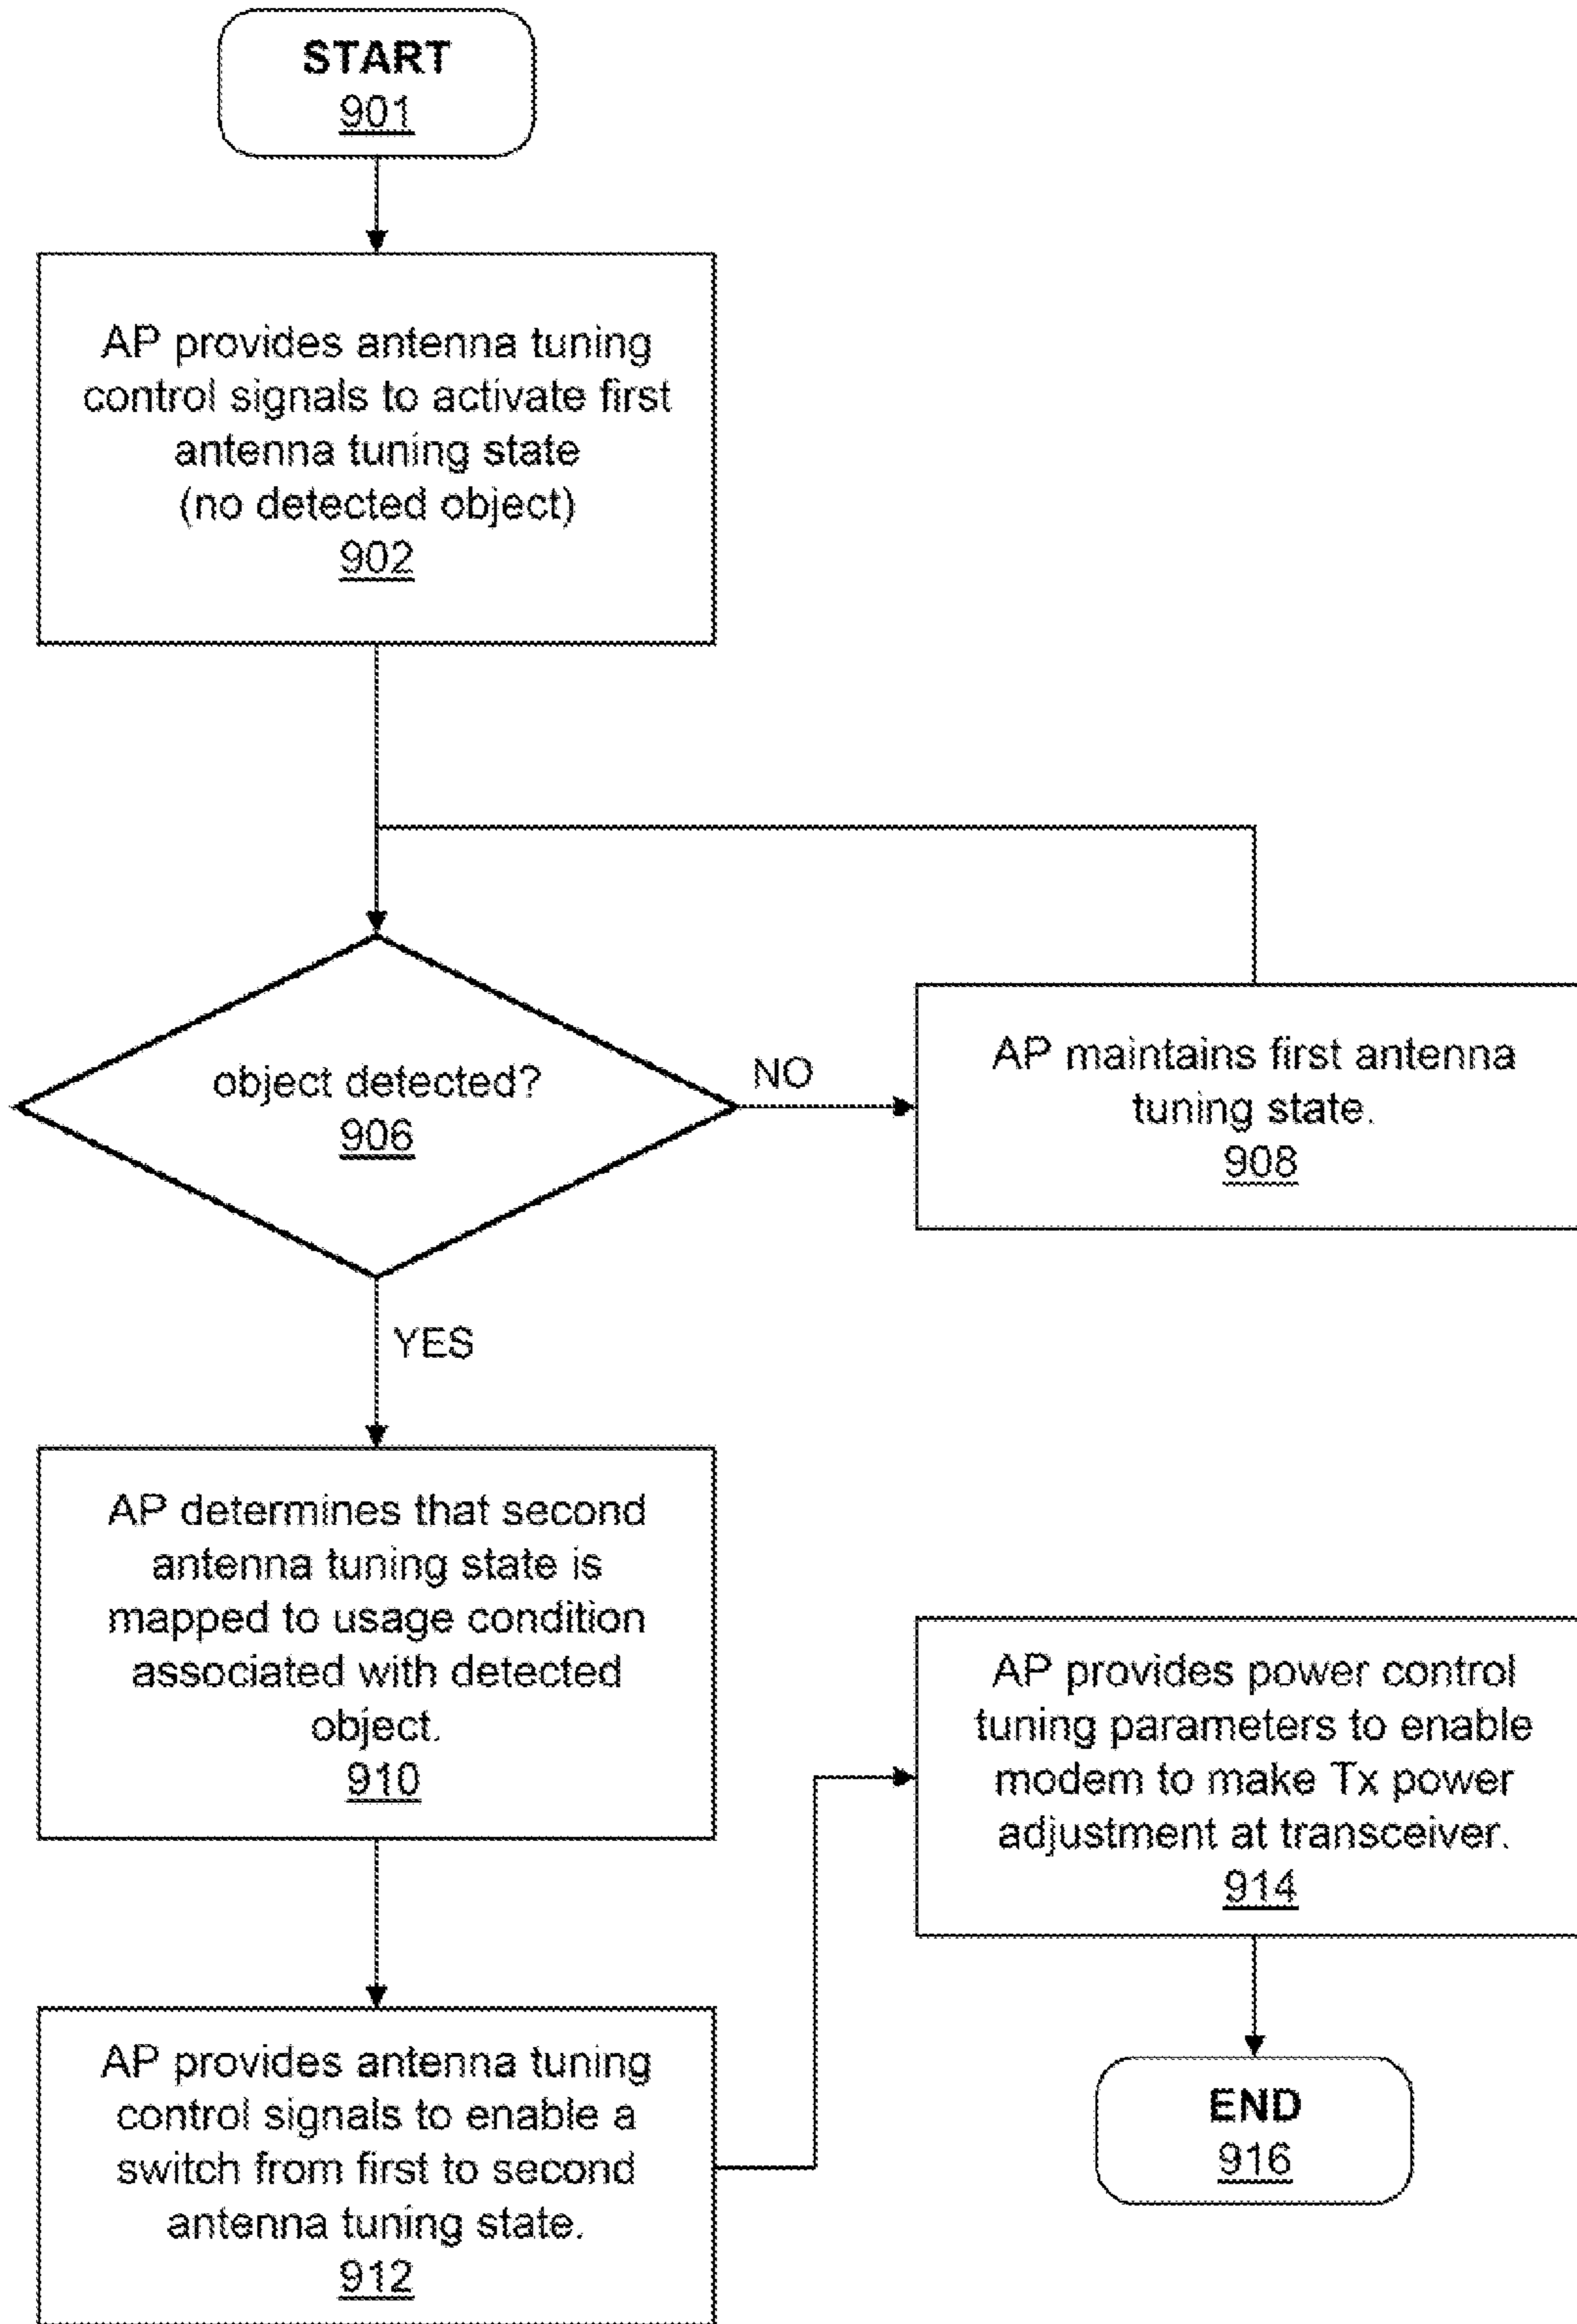 START
901
AP provides antenna tuning
control signals to activate first
antenna tuning state
(no detected object)
902
object detected?
906
NO
AP maintains first antenna
tuning state.
908
YES
AP determines that second
antenna tuning state is
mapped to usage condition
associated with detected
object.
910
AP provides antenna tuning
control signals to enable a
switch from first to second
antenna tuning state.
912
AP provides power control
tuning parameters to enable
modem to make Tx power
adjustment at transceiver.
914
END
916